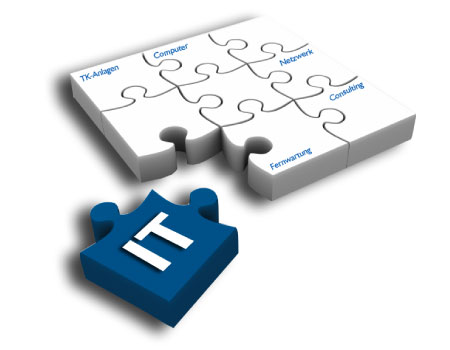 TK-Anlagen
Computer
Netzwerk
Consulting
Fernwartung
IT